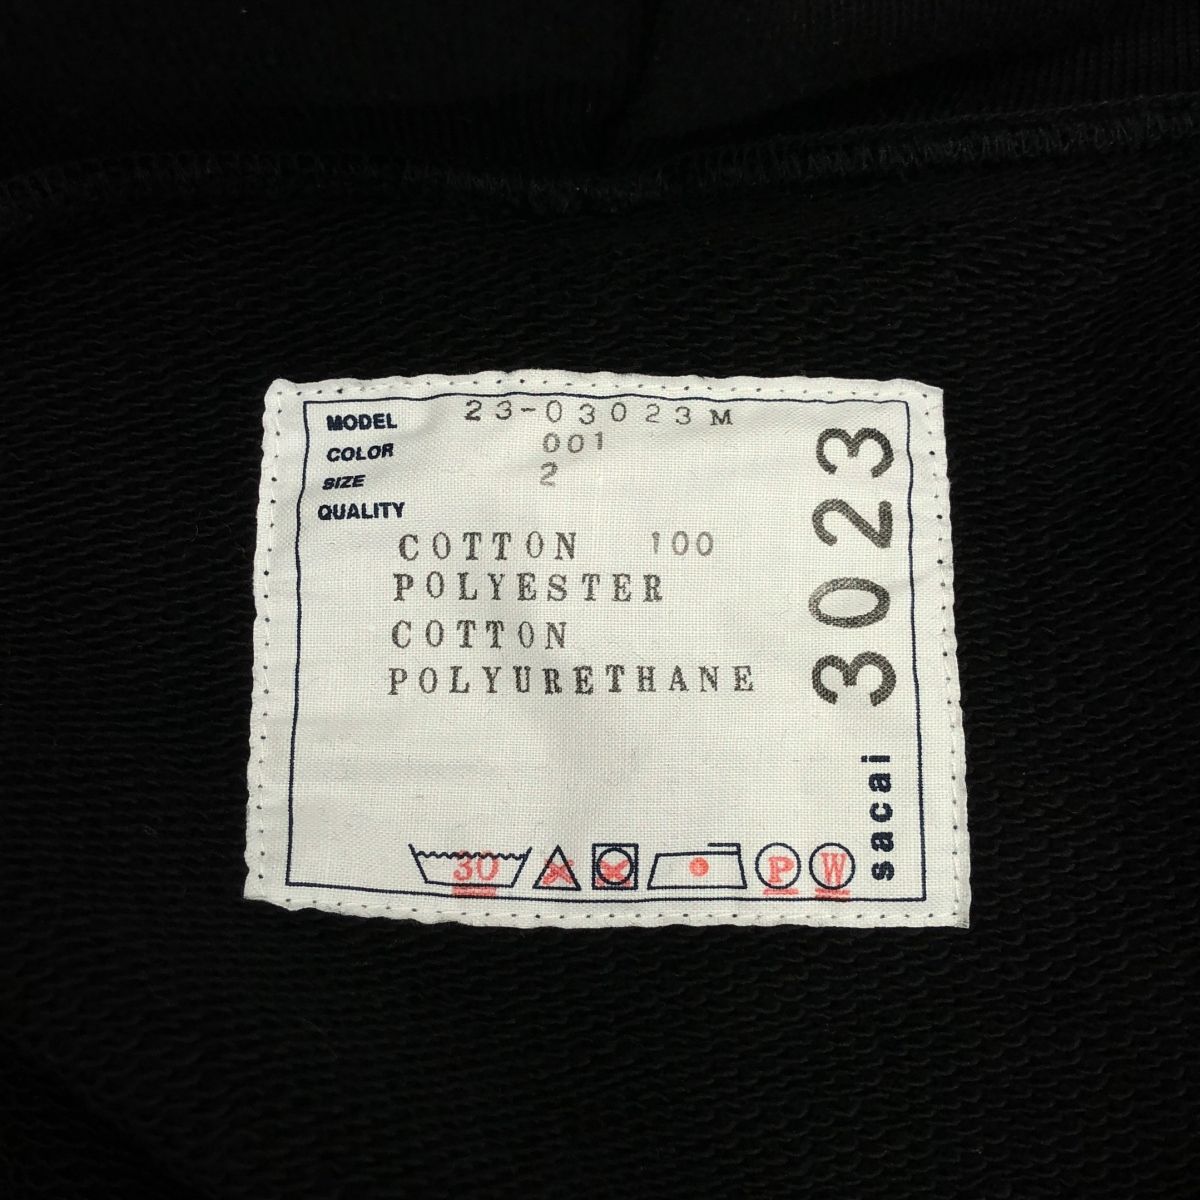 MODEL 23-03023M
COLOR 001
SIZE 2
QUALITY
COTTON 100
POLYESTER
COTTON
POLYURETHANE
30
P
W
sacai 3023